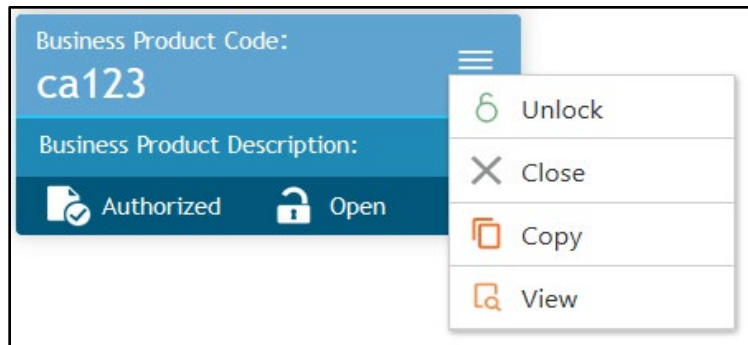 Business Product Code:
ca123
Business Product Description:
Authorized
Open
Unlock
Close
Copy
View